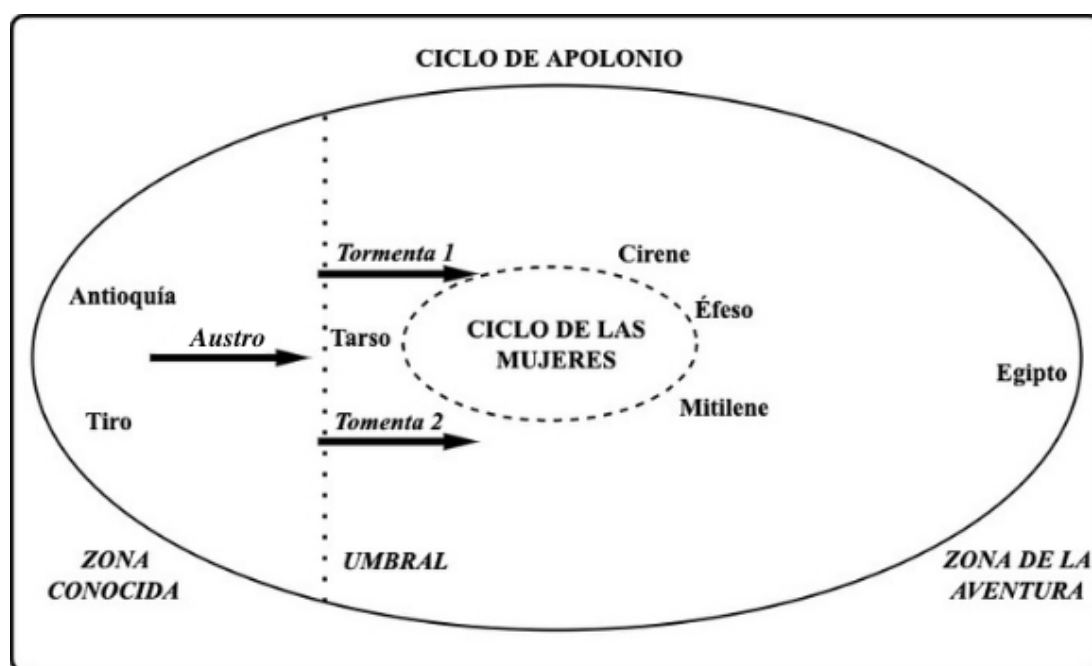 CICLO DE APOLONIO
Tormenta 1
Cirene
Antioquía
Éfeso
Austro
Tarso
CICLO DE LAS
MUJERES
Egipto
Mitilene
Tiro
Tomenta 2
ZONA
CONOCIDA
UMBRAL
ZONA DE LA
AVENTURA